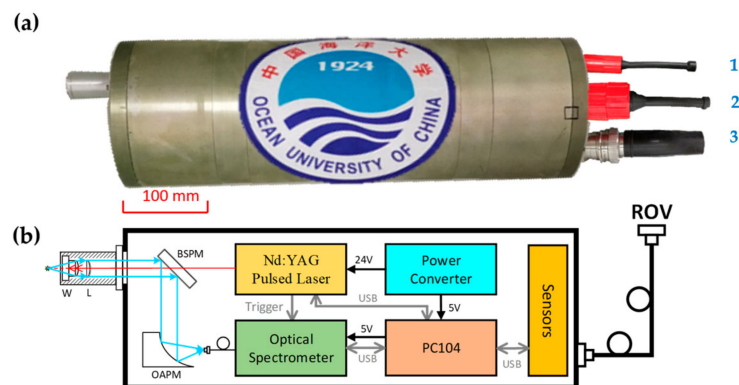 (a)
中国海洋大学
1924
OCEAN UNIVERSITY OF CHINA
1
2
3
100 mm
(b)
ROV
BSPM
Nd:YAG
Pulsed Laser
24V
Power
Converter
Sensors
W
L
Trigger
USB
5V
OAPM
Optical
Spectrometer
5V
USB
PC104
USB